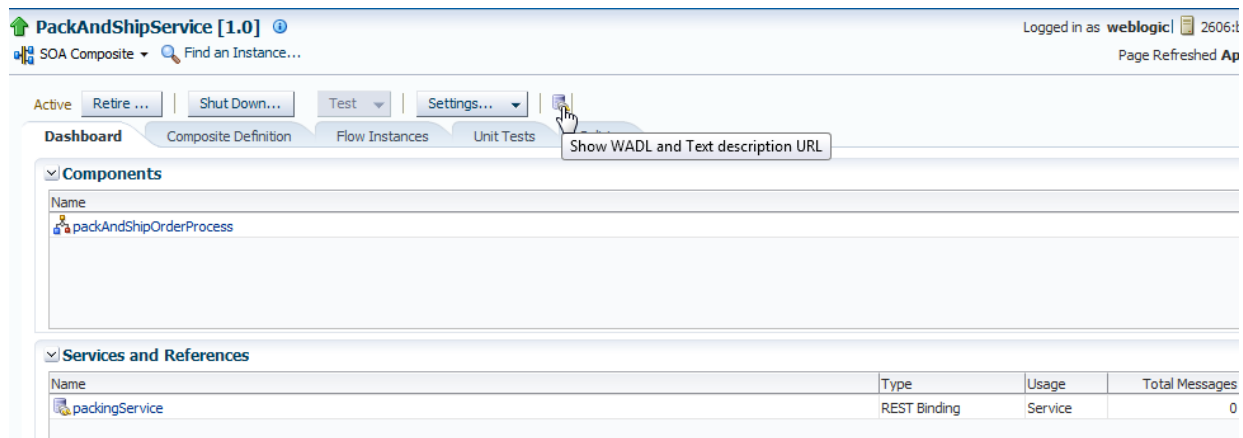 PackAndShipService [1.0]
Logged in as weblogic| 2606:
SOA Composite Find an Instance...
Page Refreshed Ap
Active Retire ... Shut Down... Test Settings...
Dashboard Composite Definition Flow Instances Unit Tests
Show WADL and Text description URL
Components
Name
packAndShipOrderProcess
Services and References
Name Type Usage Total Messages
packingService REST Binding Service 0